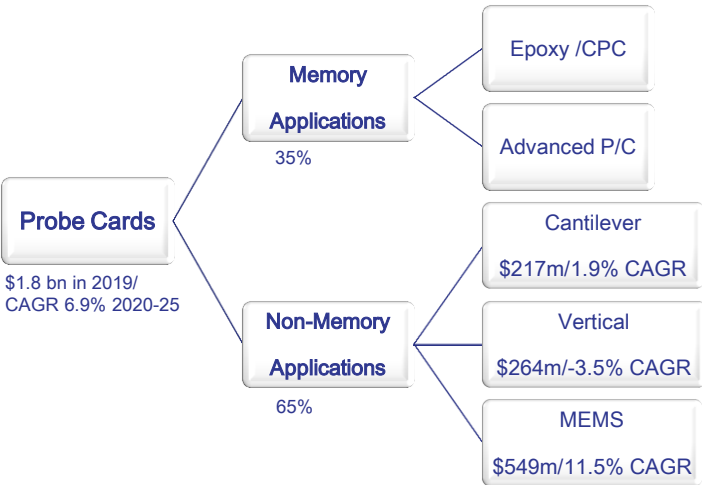 Probe Cards
$1.8 bn in 2019/
CAGR 6.9% 2020-25
Memory
Applications
35%
Epoxy /CPC
Advanced P/C
Non-Memory
Applications
65%
Cantilever
$217m/1.9% CAGR
Vertical
$264m/-3.5% CAGR
MEMS
$549m/11.5% CAGR